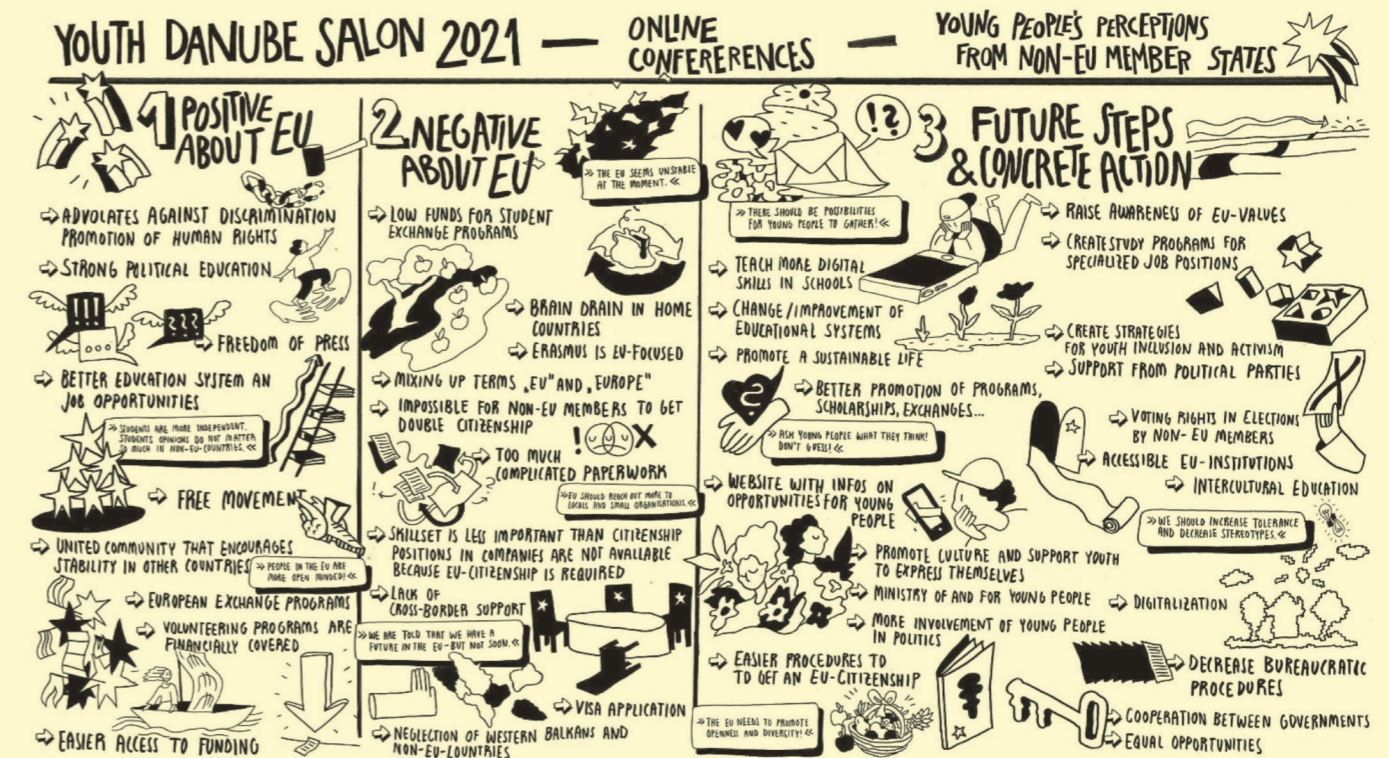 YOUTH DANUBE SALON 2021 —
ONLINE
CONFERERENCES —
YOUNG PEOPLE'S PERCEPTIONS
FROM NON-EU MEMBER STATES
1 POSITIVE
ABOUT EU
ADVOCATES AGAINST DISCRIMINATION
PROMOTION OF HUMAN RIGHTS
STRONG POLITICAL EDUCATION
!!!
...
???
FREEDOM OF PRESS
BETTER EDUCATION SYSTEM AN
JOB OPPORTUNITIES
»STUDENTS ARE MORE INDEPENDENT.
STUDENTS OPINIONS DO NOT MATTER
SO MUCH IN NON-EU-COUNTRIES.«
FREE MOVEMENT
UNITED COMMUNITY THAT ENCOURAGES
STABILITY IN OTHER COUNTRIES
»PEOPLE IN THE EU ARE
MORE OPEN MINDED!«
EUROPEAN EXCHANGE PROGRAMS
VOLUNTEERING PROGRAMS ARE
FINANCIALLY COVERED
EASIER ACCESS TO FUNDING
2 NEGATIVE
ABOUT EU
»THE EU SEEMS UNSTABLE
AT THE MOMENT.«
LOW FUNDS FOR STUDENT
EXCHANGE PROGRAMS
BRAIN DRAIN IN HOME
COUNTRIES
ERASMUS IS EU-FOCUSED
MIXING UP TERMS „EU" AND „EUROPE"
IMPOSSIBLE FOR NON-EU MEMBERS TO GET
DOUBLE CITIZENSHIP
! X
TOO MUCH
COMPLICATED PAPERWORK
»EU SHOULD REACH OUT MORE TO
LOCALS AND SMALL ORGANISATIONS.«
SKILLSET IS LESS IMPORTANT THAN CITIZENSHIP
POSITIONS IN COMPANIES ARE NOT AVAILABLE
BECAUSE EU-CITIZENSHIP IS REQUIRED
LACK OF
CROSS-BORDER SUPPORT
»WE ARE TOLD THAT WE HAVE A
FUTURE IN THE EU-BUT NOT SOON.«
VISA APPLICATION
NEGLECTION OF WESTERN BALKANS AND
NON-EU-COUNTRIES
!?
3 FUTURE STEPS
& CONCRETE ACTION
»THERE SHOULD BE POSSIBILITIES
FOR YOUNG PEOPLE TO GATHER!«
TEACH MORE DIGITAL
SKILLS IN SCHOOLS
CHANGE/IMPROVEMENT OF
EDUCATIONAL SYSTEMS
PROMOTE A SUSTAINABLE LIFE
?
BETTER PROMOTION OF PROGRAMS,
SCHOLARSHIPS, EXCHANGES...
»ASK YOUNG PEOPLE WHAT THEY THINK!
DON'T GUESS!«
WEBSITE WITH INFOS ON
OPPORTUNITIES FOR YOUNG
PEOPLE
PROMOTE CULTURE AND SUPPORT YOUTH
TO EXPRESS THEMSELVES
MINISTRY OF AND FOR YOUNG PEOPLE
MORE INVOLVEMENT OF YOUNG PEOPLE
IN POLITICS
EASIER PROCEDURES TO
TO GET AN EU-CITIZENSHIP
»THE EU NEEDS TO PROMOTE
OPENNESS AND DIVERCITY!«
RAISE AWARENESS OF EU-VALUES
CREATE STUDY PROGRAMS FOR
SPECIALIZED JOB POSITIONS
CREATE STRATEGIES
FOR YOUTH INCLUSION AND ACTIVISM
SUPPORT FROM POLITICAL PARTIES
VOTING RIGHTS IN ELECTIONS
BY NON-EU MEMBERS
ACCESSIBLE EU-INSTITUTIONS
INTERCULTURAL EDUCATION
»WE SHOULD INCREASE TOLERANCE
AND DECREASE STEREOTYPES.«
DIGITALIZATION
DECREASE BUREAUCRATIC
PROCEDURES
COOPERATION BETWEEN GOVERNMENTS
EQUAL OPPORTUNITIES